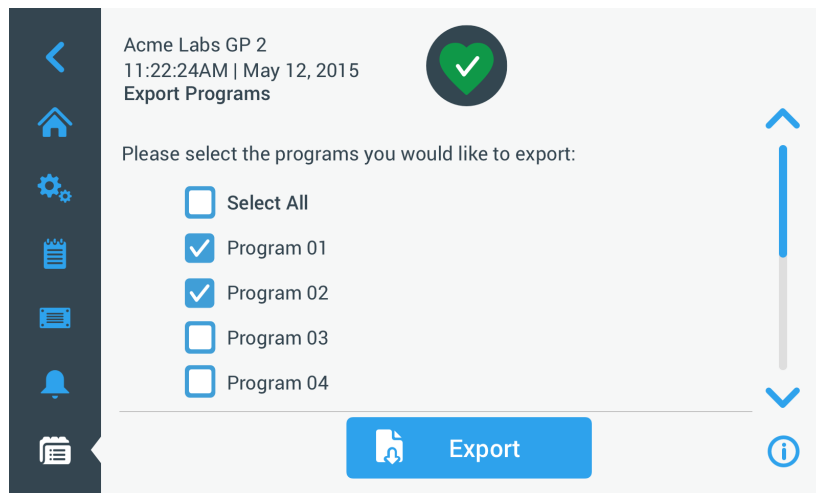 Acme Labs GP 2
11:22:24AM | May 12, 2015
Export Programs
Please select the programs you would like to export:
Select All
Program 01
Program 02
Program 03
Program 04
Export